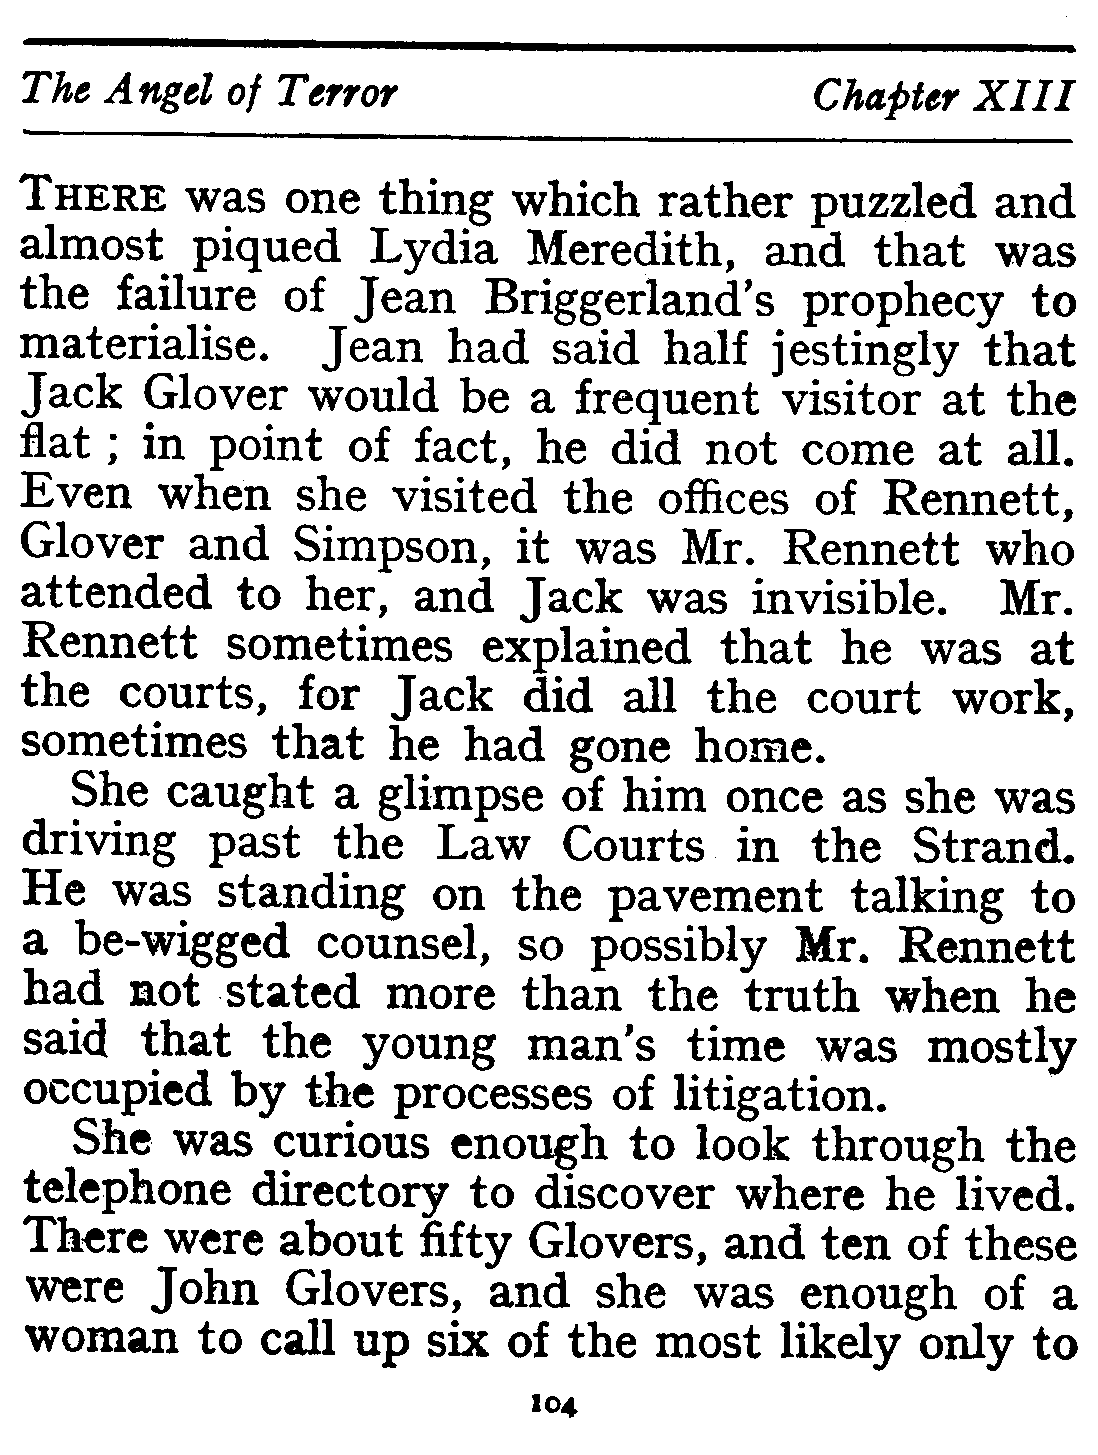 The Angel of Terror Chapter XIII
THERE was one thing which rather puzzled and
almost piqued Lydia Meredith, and that was
the failure of Jean Briggerland's prophecy to
materialise. Jean had said half jestingly that
Jack Glover would be a frequent visitor at the
flat ; in point of fact, he did not come at all.
Even when she visited the offices of Rennett,
Glover and Simpson, it was Mr. Rennett who
attended to her, and Jack was invisible. Mr.
Rennett sometimes explained that he was at
the courts, for Jack did all the court work,
sometimes that he had gone home.
She caught a glimpse of him once as she was
driving past the Law Courts in the Strand.
He was standing on the pavement talking to
a be-wigged counsel, so possibly Mr. Rennett
had not stated more than the truth when he
said that the young man's time was mostly
occupied by the processes of litigation.
She was curious enough to look through the
telephone directory to discover where he lived.
There were about fifty Glovers, and ten of these
were John Glovers, and she was enough of a
woman to call up six of the most likely only to
104